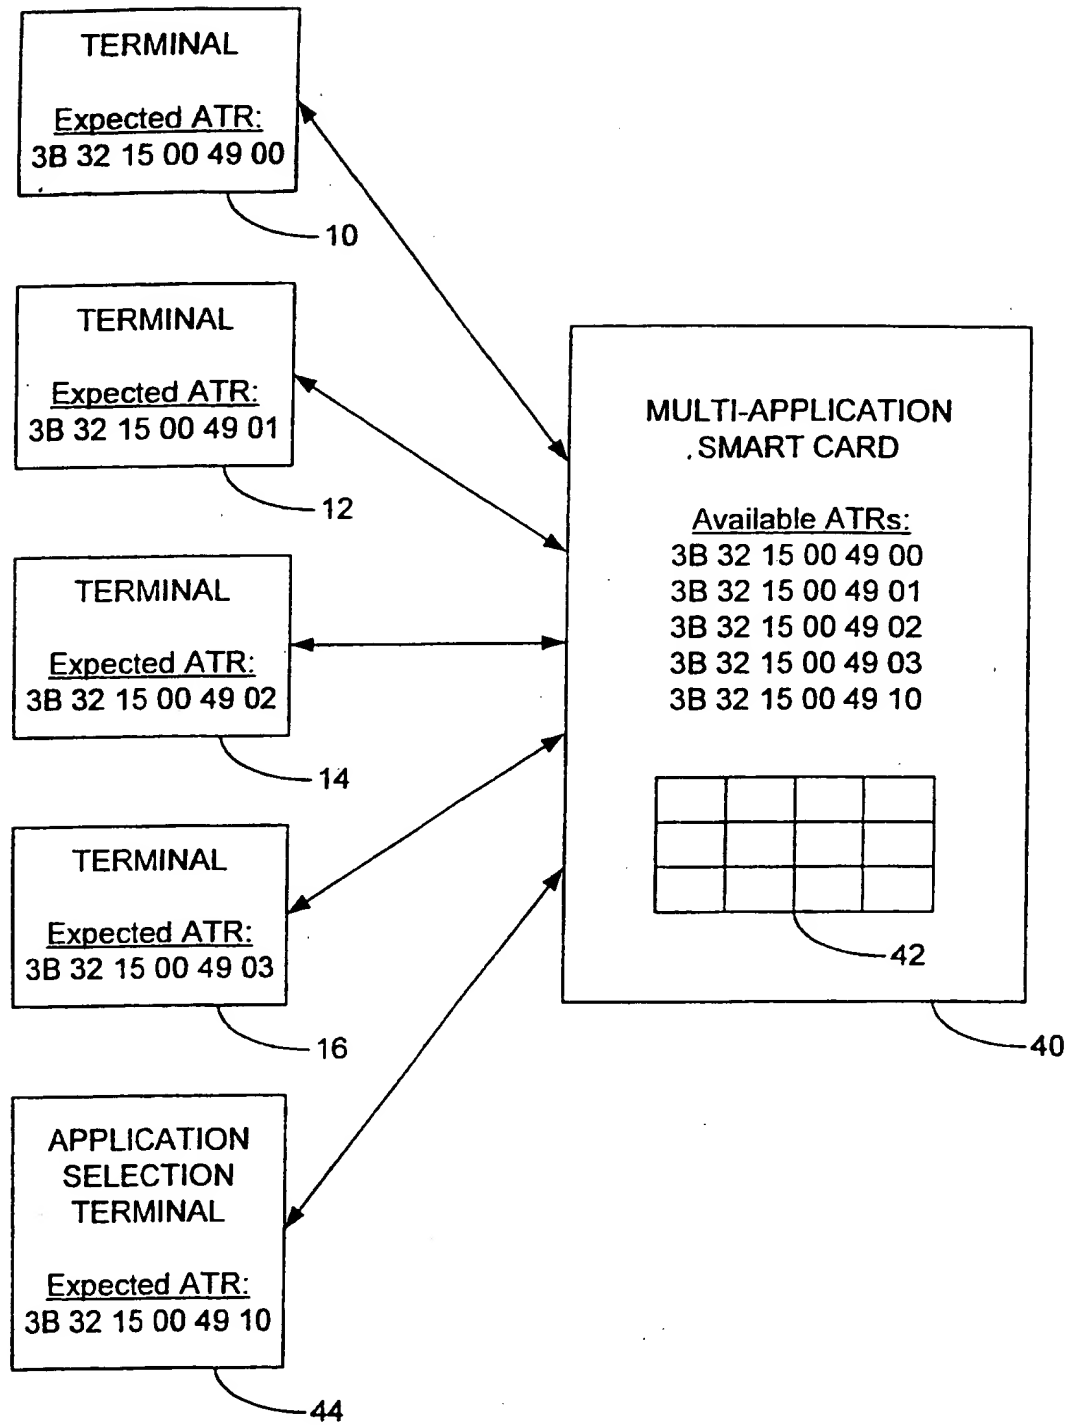 TERMINAL
Expected ATR:
3B 32 15 00 49 00
10
TERMINAL
Expected ATR:
3B 32 15 00 49 01
12
TERMINAL
Expected ATR:
3B 32 15 00 49 02
14
TERMINAL
Expected ATR:
3B 32 15 00 49 03
16
APPLICATION
SELECTION
TERMINAL
Expected ATR:
3B 32 15 00 49 10
44
MULTI-APPLICATION
SMART CARD
Available ATRs:
3B 32 15 00 49 00
3B 32 15 00 49 01
3B 32 15 00 49 02
3B 32 15 00 49 03
3B 32 15 00 49 10
42
40